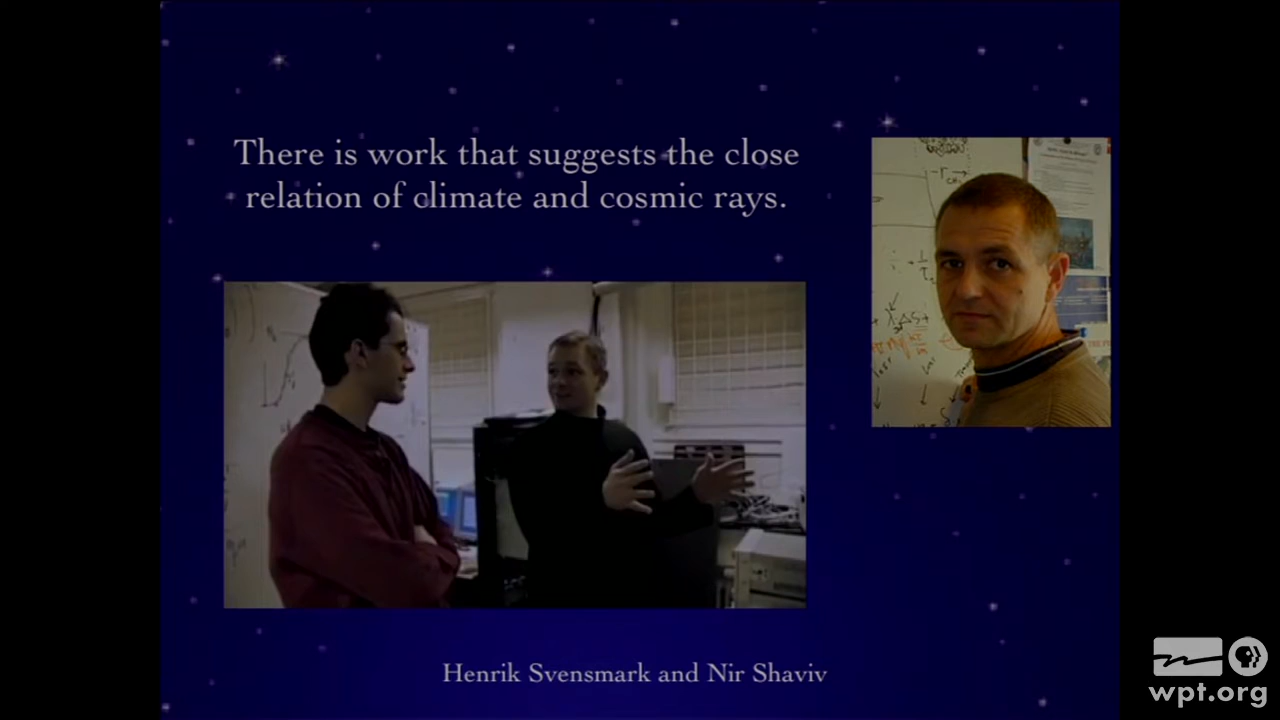 There is work that suggests the close
relation of climate and cosmic rays.
Henrik Svensmark and Nir Shaviv
wpt.org